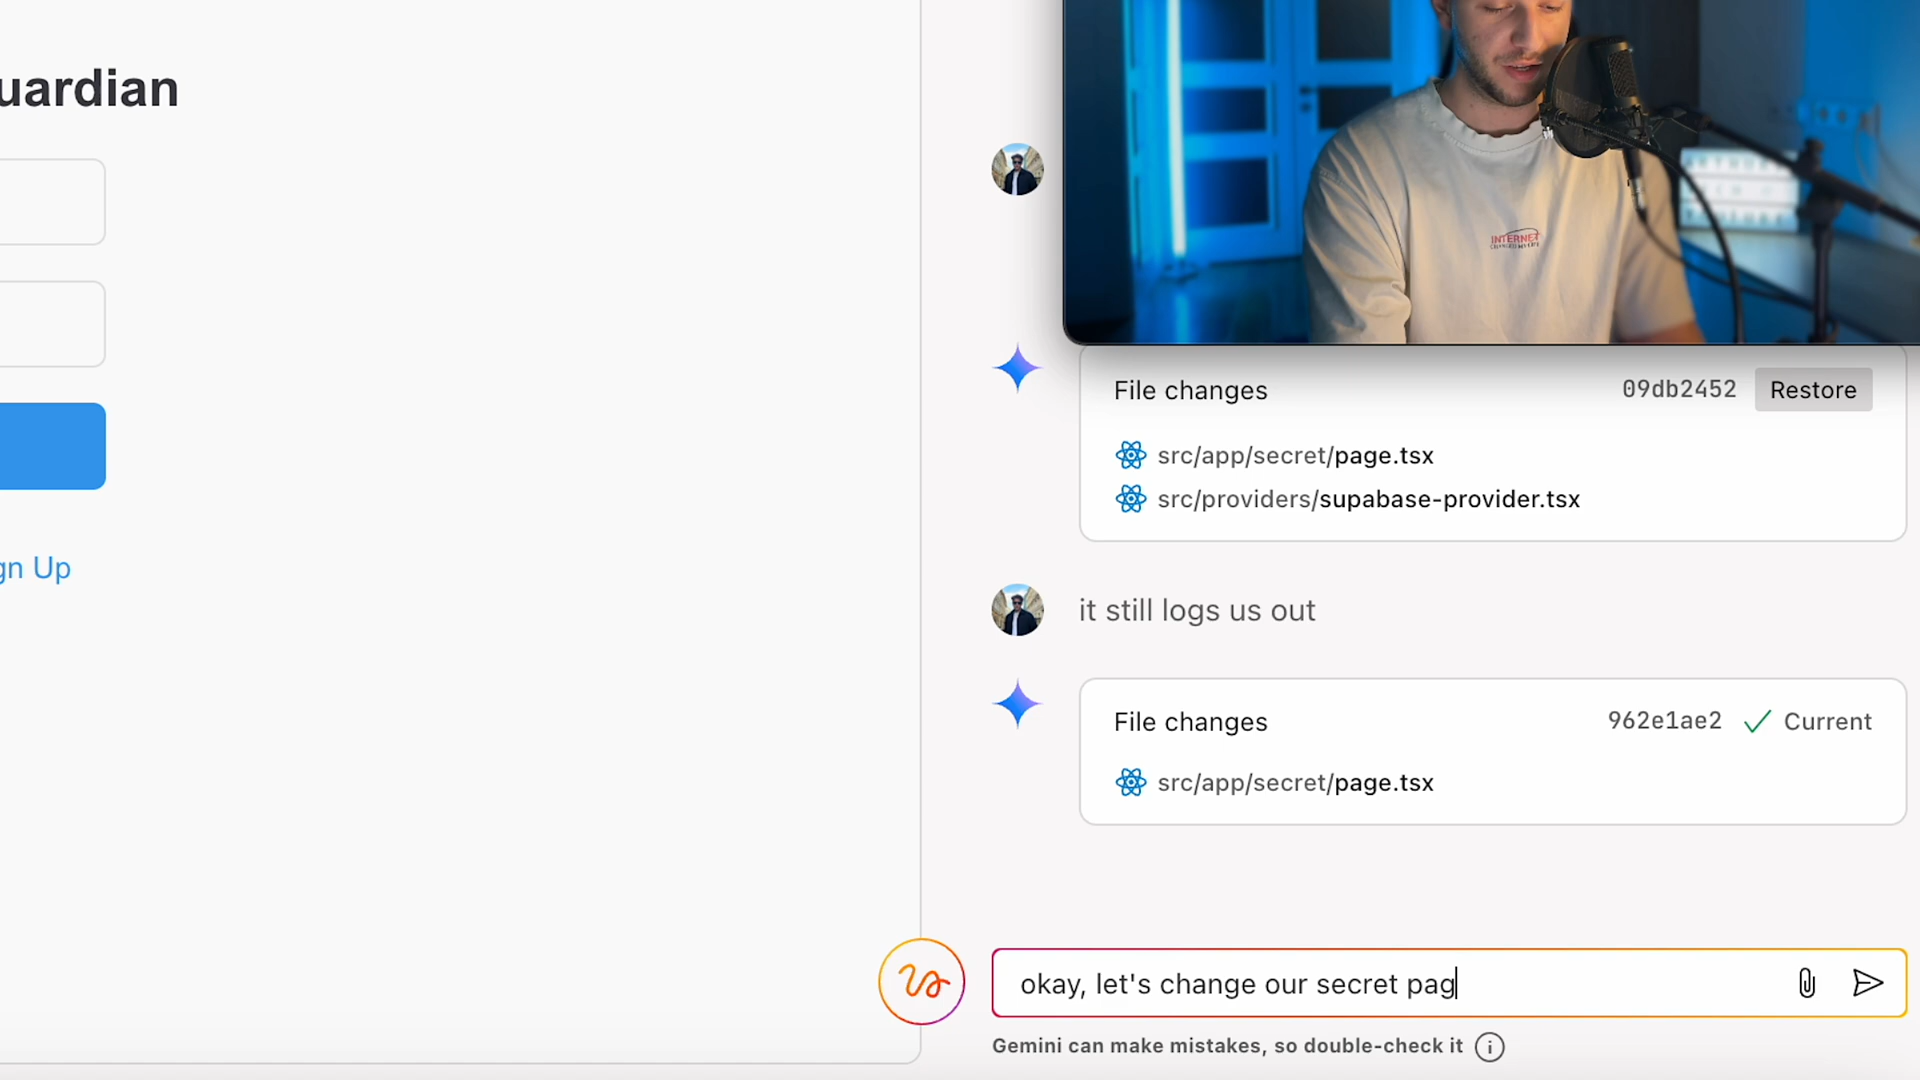 uardian
gn Up
INTERNET
File changes
09db2452
Restore
src/app/secret/page.tsx
src/providers/supabase-provider.tsx
it still logs us out
File changes
962e1ae2
Current
src/app/secret/page.tsx
okay, let's change our secret pag
Gemini can make mistakes, so double-check it